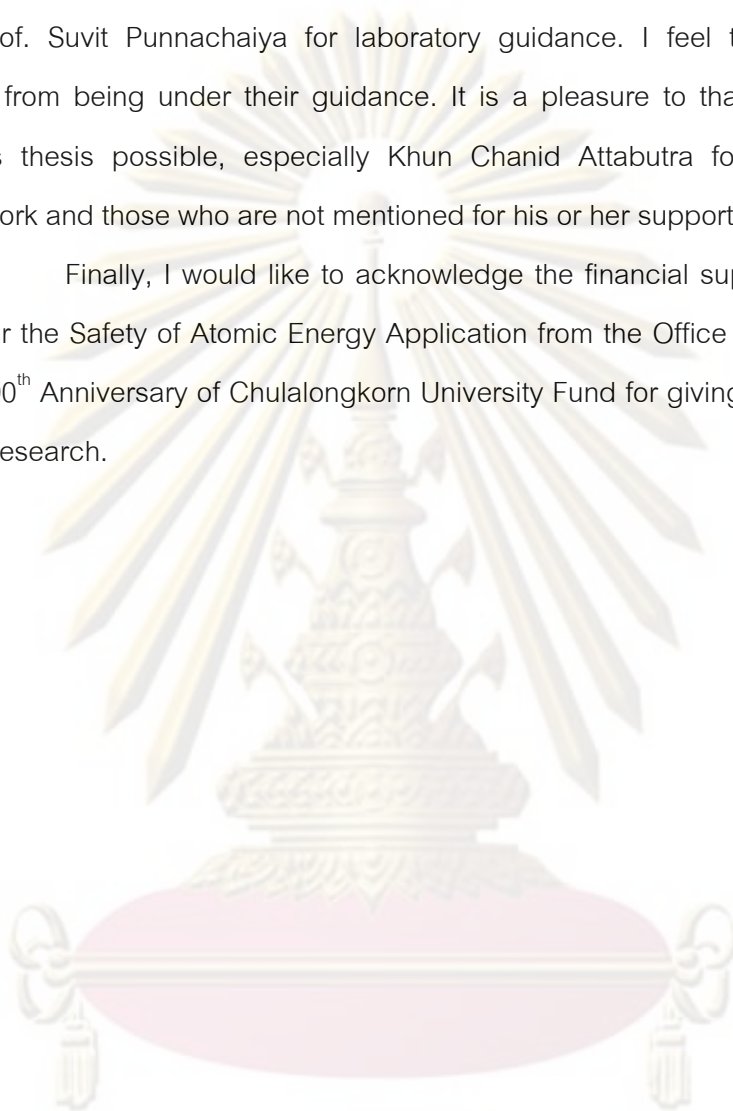 of. Suvit Punnachaiya for laboratory guidance. I feel t
from being under their guidance. It is a pleasure to tha
s thesis possible, especially Khun Chanid Attabutra fo
ork and those who are not mentioned for his or her support
Finally, I would like to acknowledge the financial sup
r the Safety of Atomic Energy Application from the Office
00th Anniversary of Chulalongkorn University Fund for giving
esearch.